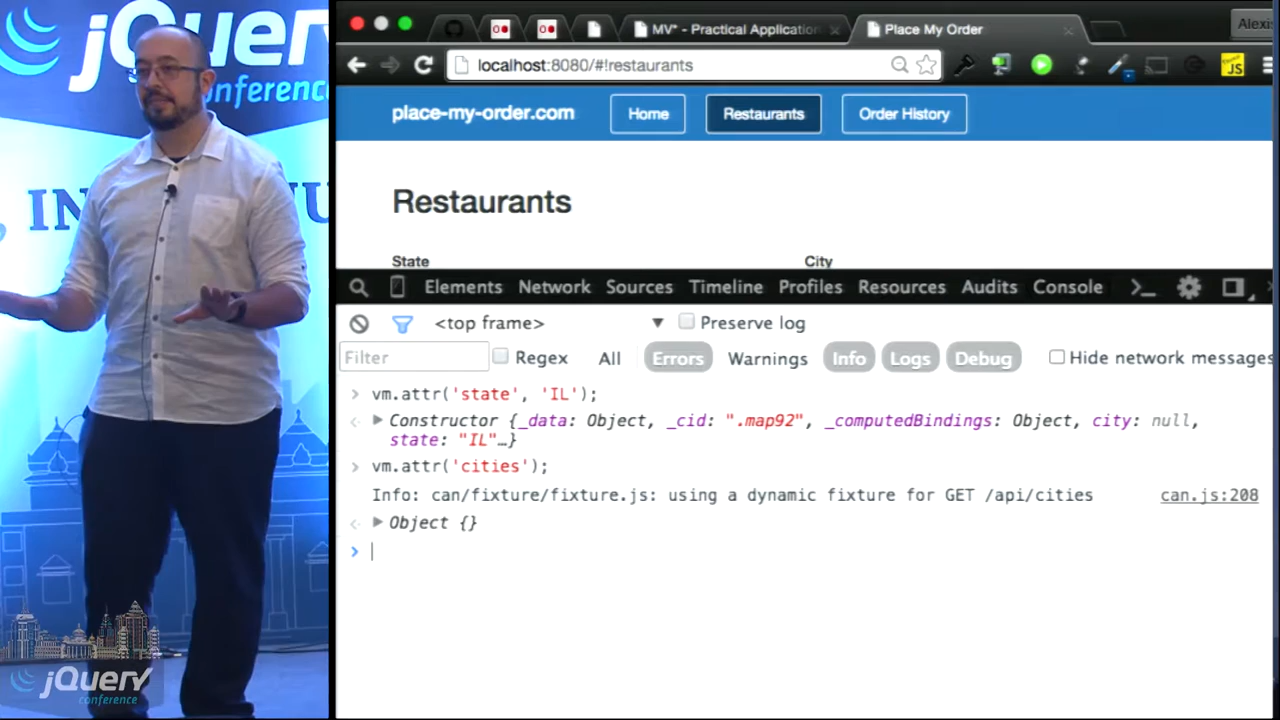 jQuery
conference
IN
U
jQuery
conference
MV* - Practical Application
Place My Order
Alexis
localhost:8080/#!restaurants
JS
place-my-order.com
Home
Restaurants
Order History
Restaurants
State
City
Elements Network Sources Timeline Profiles Resources Audits Console
<top frame>
Preserve log
Filter
Regex
All
Errors
Warnings
Info
Logs
Debug
Hide network messages
vm.attr('state', 'IL');
Constructor {_data: Object, _cid: ".map92", _computedBindings: Object, city: null,
state: "IL"…}
vm.attr('cities');
Info: can/fixture/fixture.js: using a dynamic fixture for GET /api/cities
can.js:208
Object {}